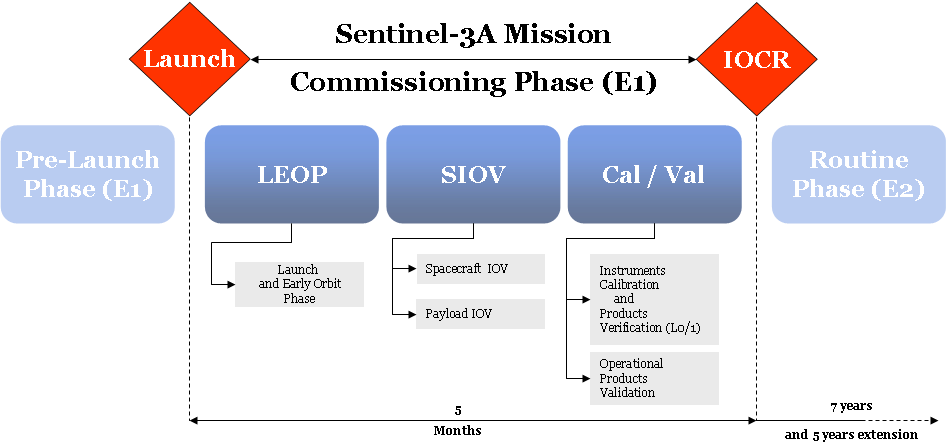 Sentinel-3A Mission
Launch
IOCR
Commissioning Phase (E1)
Pre-Launch
Phase (E1)
LEOP
SIOV
Cal / Val
Routine
Phase (E2)
Launch
and Early Orbit
Phase
Spacecraft IOV
Payload IOV
Instruments
Calibration
and
Products
Verification (L0/1)
Operational
Products
Validation
5
Months
7 years
and 5 years extension